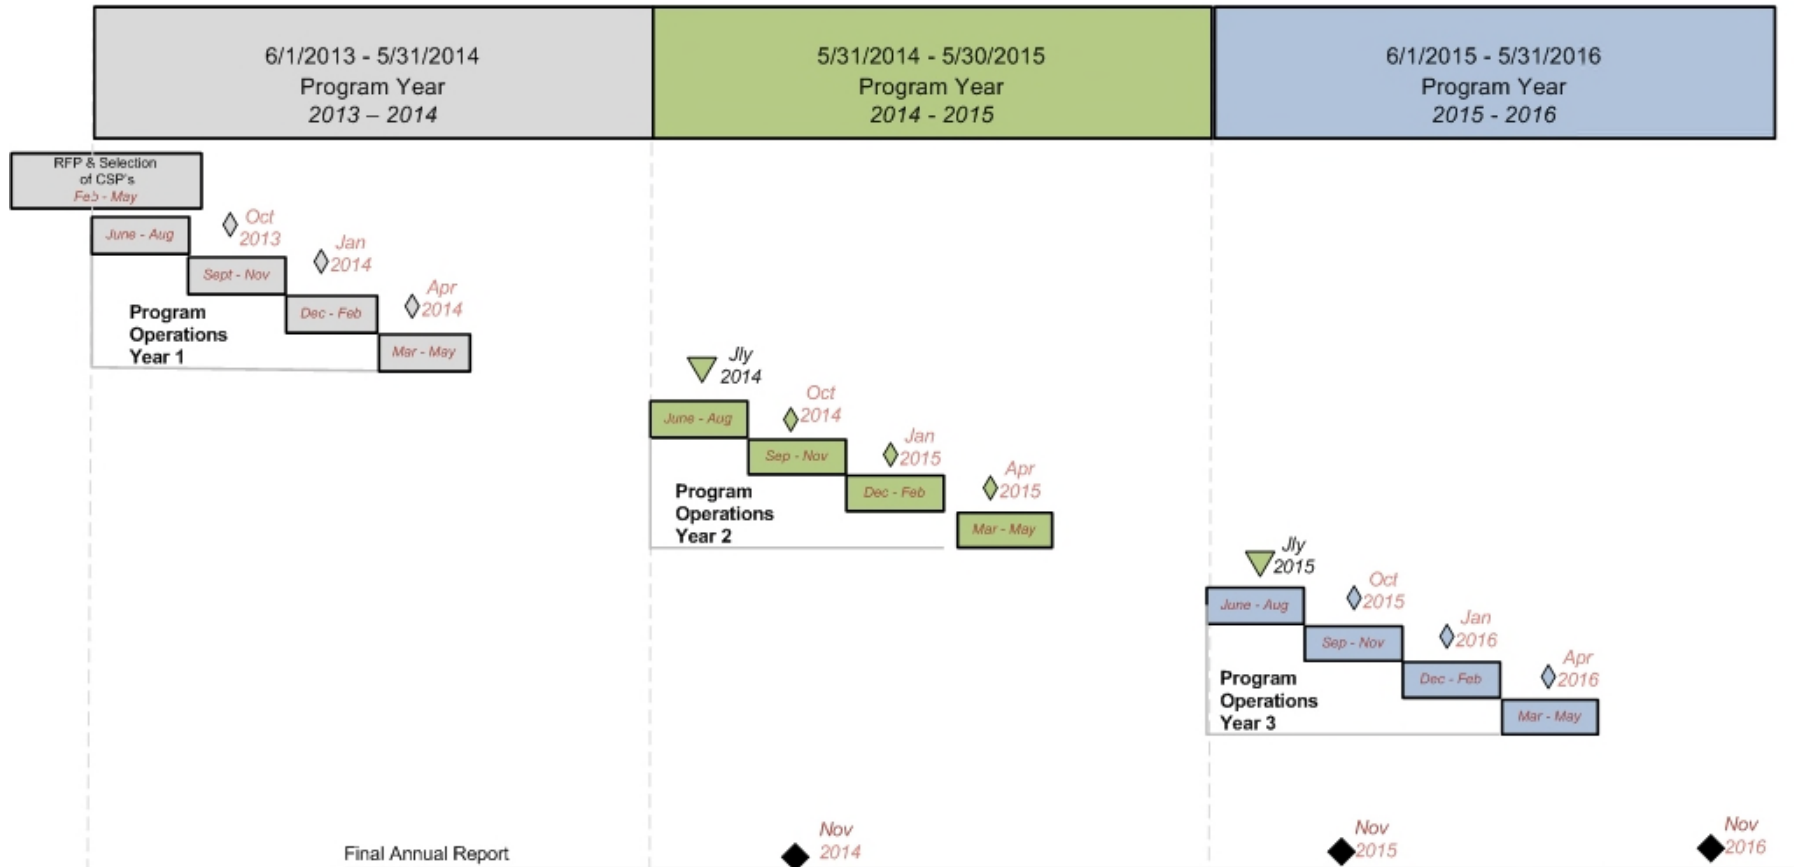 6/1/2013 - 5/31/2014
Program Year
2013 – 2014
5/31/2014 - 5/30/2015
Program Year
2014 - 2015
6/1/2015 - 5/31/2016
Program Year
2015 - 2016
RFP & Selection
of CSP's
Feb - May
June - Aug
Oct
2013
Sept - Nov
Jan
2014
Dec - Feb
Apr
2014
Mar - May
Program
Operations
Year 1
Jly
2014
June - Aug
Oct
2014
Sep - Nov
Jan
2015
Dec - Feb
Apr
2015
Mar - May
Program
Operations
Year 2
Jly
2015
June - Aug
Oct
2015
Sep - Nov
Jan
2016
Dec - Feb
Apr
2016
Mar - May
Program
Operations
Year 3
Final Annual Report
Nov
2014
Nov
2015
Nov
2016